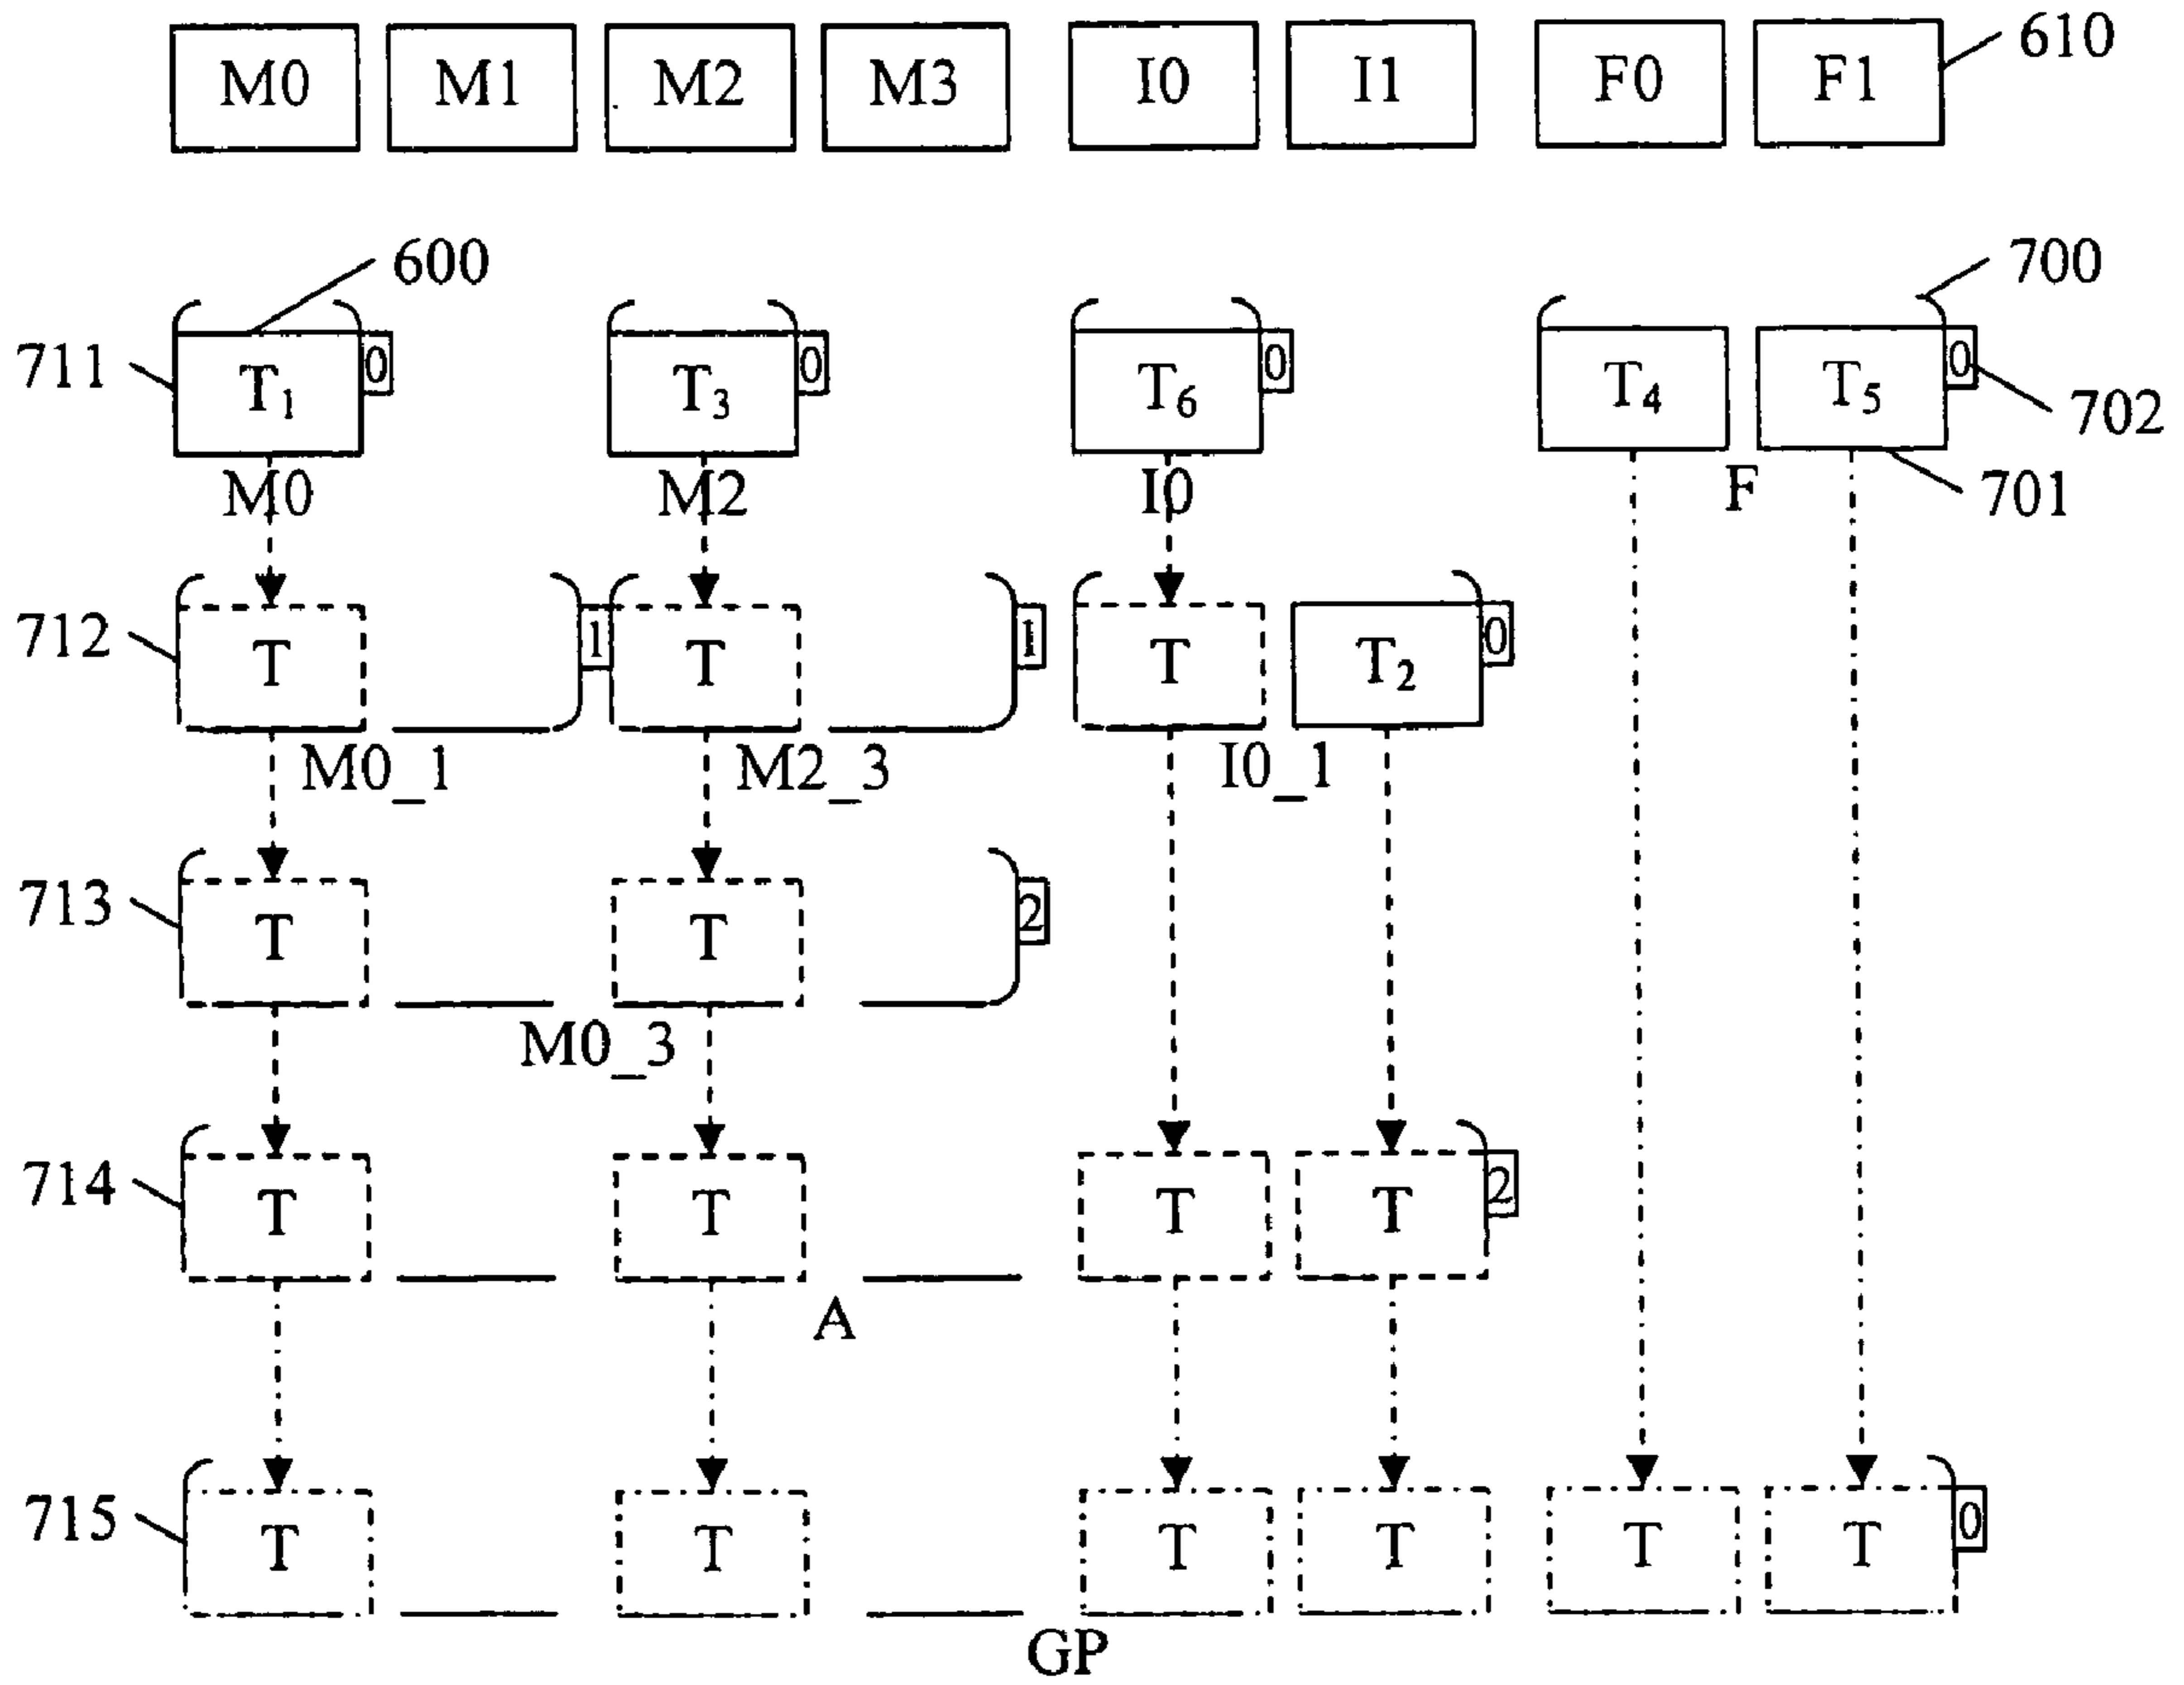 M0 M1 M2 M3 I0 I1 F0 F1 610
600 700
711 T1 0 T3 0 T6 0 T4 T5 0
702
M0 M2 I0 F 701
712 T 1 T 1 T T2 0
M0_1 M2_3 I0_1
713 T T 2
M0_3
714 T T T T 2
A
715 T T T T T T 0
GP